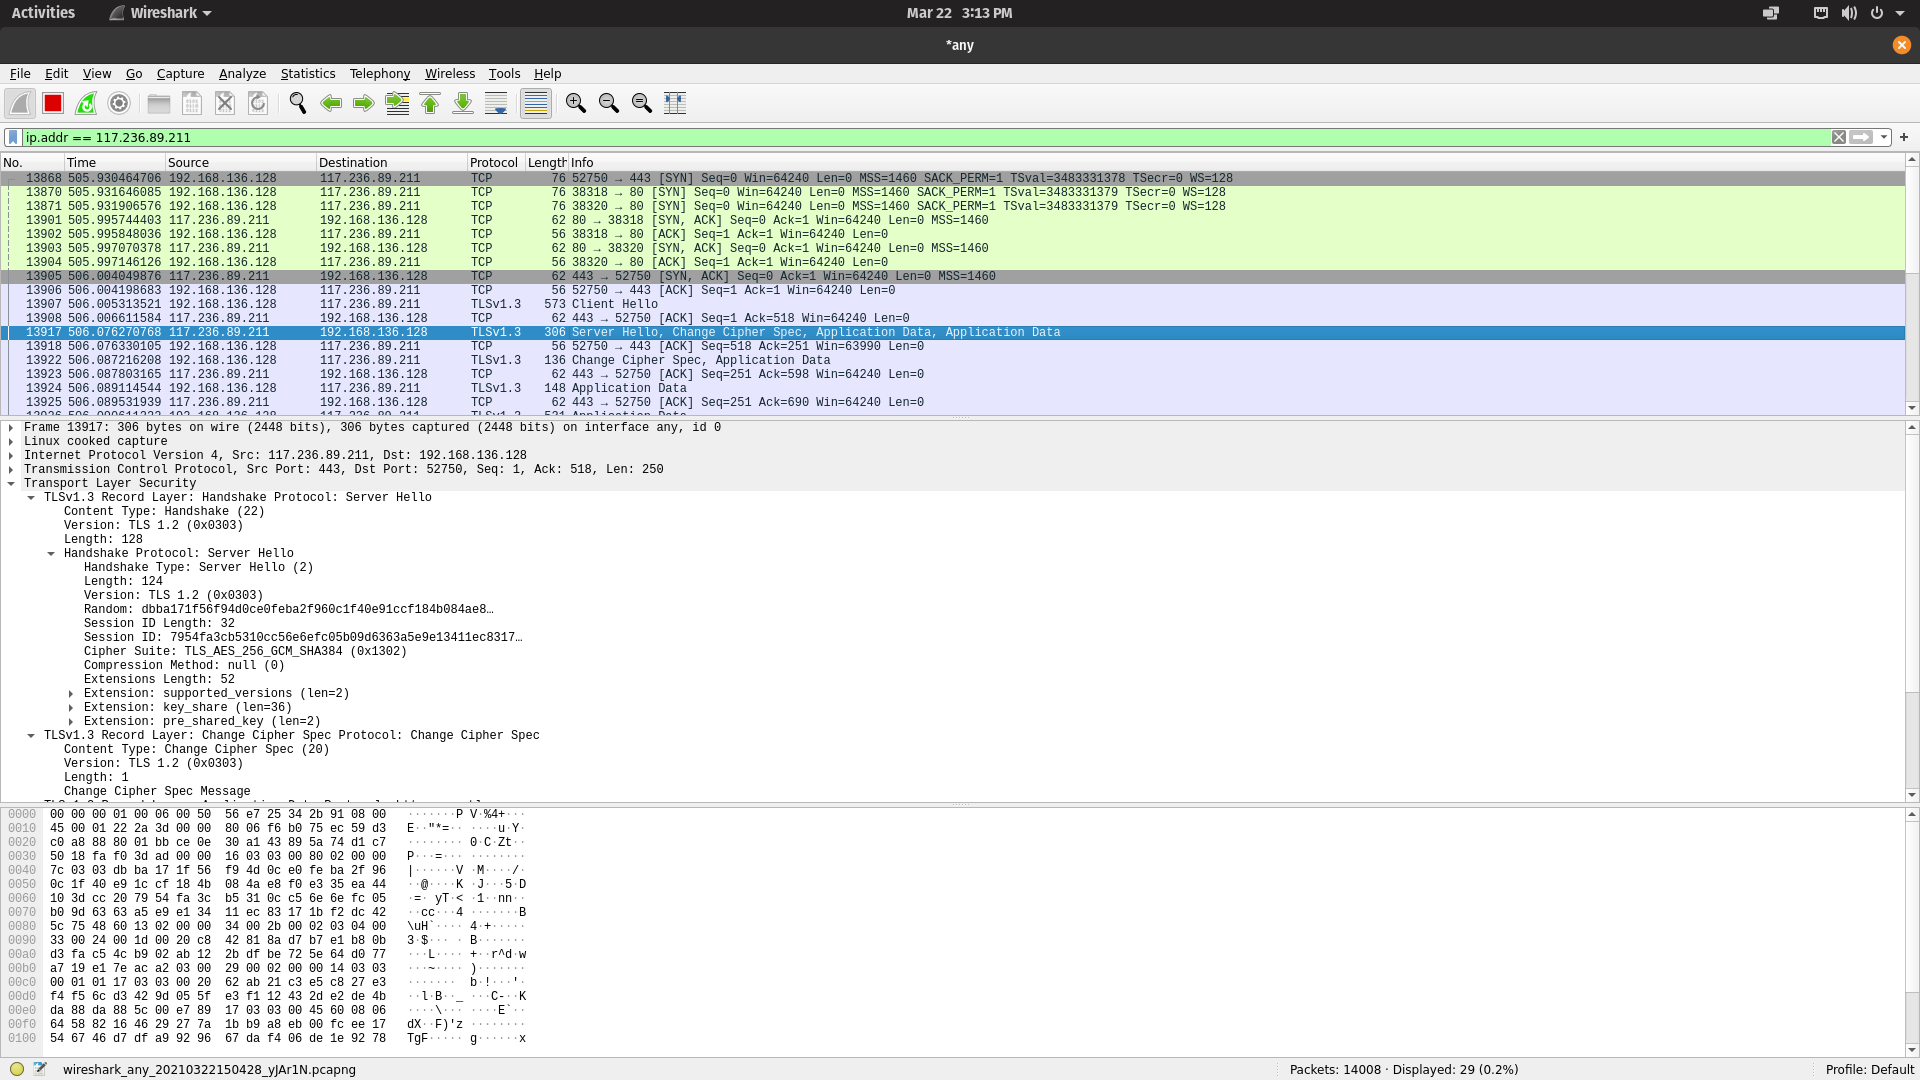 Activities Wireshark Mar 22 3:13 PM
*any
File Edit View Go Capture Analyze Statistics Telephony Wireless Tools Help
ip.addr == 117.236.89.211
No. Time Source Destination Protocol Length Info
13868 505.930464706 192.168.136.128 117.236.89.211 TCP 76 52750 → 443 [SYN] Seq=0 Win=64240 Len=0 MSS=1460 SACK_PERM=1 TSval=3483331378 TSecr=0 WS=128
13870 505.931646085 192.168.136.128 117.236.89.211 TCP 76 38318 → 80 [SYN] Seq=0 Win=64240 Len=0 MSS=1460 SACK_PERM=1 TSval=3483331379 TSecr=0 WS=128
13871 505.931906576 192.168.136.128 117.236.89.211 TCP 76 38320 → 80 [SYN] Seq=0 Win=64240 Len=0 MSS=1460 SACK_PERM=1 TSval=3483331379 TSecr=0 WS=128
13901 505.995744403 117.236.89.211 192.168.136.128 TCP 62 80 → 38318 [SYN, ACK] Seq=0 Ack=1 Win=64240 Len=0 MSS=1460
13902 505.995848036 192.168.136.128 117.236.89.211 TCP 56 38318 → 80 [ACK] Seq=1 Ack=1 Win=64240 Len=0
13903 505.997070378 117.236.89.211 192.168.136.128 TCP 62 80 → 38320 [SYN, ACK] Seq=0 Ack=1 Win=64240 Len=0 MSS=1460
13904 505.997146126 192.168.136.128 117.236.89.211 TCP 56 38320 → 80 [ACK] Seq=1 Ack=1 Win=64240 Len=0
13905 506.004049876 117.236.89.211 192.168.136.128 TCP 62 443 → 52750 [SYN, ACK] Seq=0 Ack=1 Win=64240 Len=0 MSS=1460
13906 506.004198683 192.168.136.128 117.236.89.211 TCP 56 52750 → 443 [ACK] Seq=1 Ack=1 Win=64240 Len=0
13907 506.005313521 192.168.136.128 117.236.89.211 TLSv1.3 573 Client Hello
13908 506.006611584 117.236.89.211 192.168.136.128 TCP 62 443 → 52750 [ACK] Seq=1 Ack=518 Win=64240 Len=0
13917 506.076270768 117.236.89.211 192.168.136.128 TLSv1.3 306 Server Hello, Change Cipher Spec, Application Data, Application Data
13918 506.076330105 192.168.136.128 117.236.89.211 TCP 56 52750 → 443 [ACK] Seq=518 Ack=251 Win=63990 Len=0
13922 506.087216208 192.168.136.128 117.236.89.211 TLSv1.3 136 Change Cipher Spec, Application Data
13923 506.087803165 117.236.89.211 192.168.136.128 TCP 62 443 → 52750 [ACK] Seq=251 Ack=598 Win=64240 Len=0
13924 506.089114544 192.168.136.128 117.236.89.211 TLSv1.3 148 Application Data
13925 506.089531939 117.236.89.211 192.168.136.128 TCP 62 443 → 52750 [ACK] Seq=251 Ack=690 Win=64240 Len=0
Frame 13917: 306 bytes on wire (2448 bits), 306 bytes captured (2448 bits) on interface any, id 0
Linux cooked capture
Internet Protocol Version 4, Src: 117.236.89.211, Dst: 192.168.136.128
Transmission Control Protocol, Src Port: 443, Dst Port: 52750, Seq: 1, Ack: 518, Len: 250
Transport Layer Security
TLSv1.3 Record Layer: Handshake Protocol: Server Hello
Content Type: Handshake (22)
Version: TLS 1.2 (0x0303)
Length: 128
Handshake Protocol: Server Hello
Handshake Type: Server Hello (2)
Length: 124
Version: TLS 1.2 (0x0303)
Random: dbba171f56f94d0ce0feba2f960c1f40e91ccf184b084ae8…
Session ID Length: 32
Session ID: 7954fa3cb5310cc56e6efc05b09d6363a5e9e13411ec8317…
Cipher Suite: TLS_AES_256_GCM_SHA384 (0x1302)
Compression Method: null (0)
Extensions Length: 52
Extension: supported_versions (len=2)
Extension: key_share (len=36)
Extension: pre_shared_key (len=2)
TLSv1.3 Record Layer: Change Cipher Spec Protocol: Change Cipher Spec
Content Type: Change Cipher Spec (20)
Version: TLS 1.2 (0x0303)
Length: 1
Change Cipher Spec Message
0000 00 00 00 01 00 06 00 50 56 e7 25 34 2b 91 08 00 ·······P V·%4+···
0010 45 00 01 22 2a 3d 00 00 80 06 f6 b0 75 ec 59 d3 E··"*=·· ····u·Y·
0020 c0 a8 88 80 01 bb ce 0e 30 a1 43 89 5a 74 d1 c7 ········ 0·C·Zt··
0030 50 18 fa f0 3d ad 00 00 16 03 03 00 80 02 00 00 P···=··· ········
0040 7c 03 03 db ba 17 1f 56 f9 4d 0c e0 fe ba 2f 96 |······V ·M····/·
0050 0c 1f 40 e9 1c cf 18 4b 08 4a e8 f0 e3 35 ea 44 ··@····K ·J···5·D
0060 10 3d cc 20 79 54 fa 3c b5 31 0c c5 6e 6e fc 05 ·=· yT·< ·1··nn··
0070 b0 9d 63 63 a5 e9 e1 34 11 ec 83 17 1b f2 dc 42 ··cc···4 ·······B
0080 5c 75 48 60 13 02 00 00 34 00 2b 00 02 03 04 00 \uH`···· 4·+·····
0090 33 00 24 00 1d 00 20 c8 42 81 8a d7 b7 e1 b8 0b 3·$··· · B·······
00a0 d3 fa c5 4c b9 02 ab 12 2b df be 72 5e 64 d0 77 ···L···· +··r^d·w
00b0 a7 19 e1 7e ac a2 03 00 29 00 02 00 00 14 03 03 ···~···· )·······
00c0 00 01 01 17 03 03 00 20 62 ab 21 c3 e5 c8 27 e3 ······· b·!···'·
00d0 f4 f5 6c d3 42 9d 05 5f e3 f1 12 43 2d e2 de 4b ··l·B··_ ···C-··K
00e0 da 88 da 88 5c 00 e7 89 17 03 03 00 45 60 08 06 ····\··· ····E`··
00f0 64 58 82 16 46 29 27 7a 1b b9 a8 eb 00 fc ee 17 dX··F)'z ········
0100 54 67 46 d7 df a9 92 96 67 da f4 06 de 1e 92 78 TgF····· g······x
wireshark_any_20210322150428_yJAr1N.pcapng Packets: 14008 · Displayed: 29 (0.2%) Profile: Default